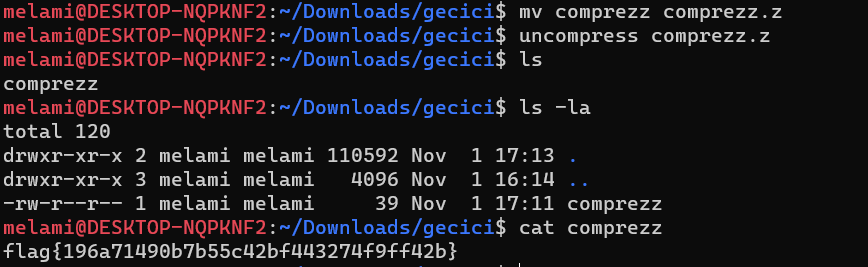 melami@DESKTOP-NQPKNF2:~/Downloads/gecici$ mv comprezz comprezz.z
melami@DESKTOP-NQPKNF2:~/Downloads/gecici$ uncompress comprezz.z
melami@DESKTOP-NQPKNF2:~/Downloads/gecici$ ls
comprezz
melami@DESKTOP-NQPKNF2:~/Downloads/gecici$ ls -la
total 120
drwxr-xr-x 2 melami melami 110592 Nov  1 17:13 .
drwxr-xr-x 3 melami melami   4096 Nov  1 16:14 ..
-rw-r--r-- 1 melami melami     39 Nov  1 17:11 comprezz
melami@DESKTOP-NQPKNF2:~/Downloads/gecici$ cat comprezz
flag{196a71490b7b55c42bf443274f9ff42b}